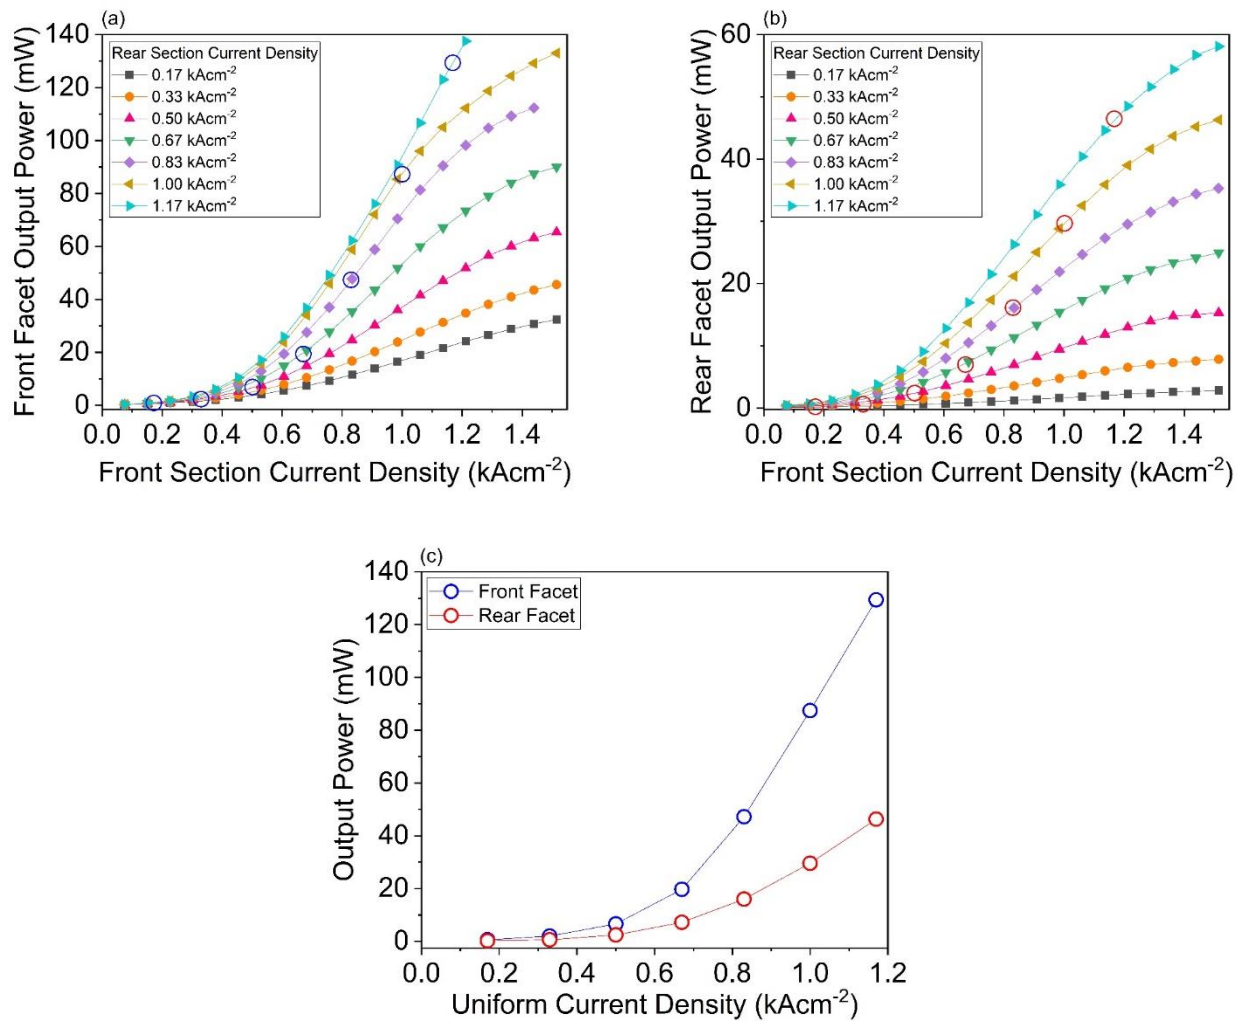 (a)
Front Facet Output Power (mW)
140
120
100
80
60
40
20
0
Rear Section Current Density
0.17 kAcm⁻²
0.33 kAcm⁻²
0.50 kAcm⁻²
0.67 kAcm⁻²
0.83 kAcm⁻²
1.00 kAcm⁻²
1.17 kAcm⁻²
0.0 0.2 0.4 0.6 0.8 1.0 1.2 1.4
Front Section Current Density (kAcm⁻²)
(b)
Rear Facet Output Power (mW)
60
40
20
0
Rear Section Current Density
0.17 kAcm⁻²
0.33 kAcm⁻²
0.50 kAcm⁻²
0.67 kAcm⁻²
0.83 kAcm⁻²
1.00 kAcm⁻²
1.17 kAcm⁻²
0.0 0.2 0.4 0.6 0.8 1.0 1.2 1.4
Front Section Current Density (kAcm⁻²)
(c)
Output Power (mW)
140
120
100
80
60
40
20
0
Front Facet
Rear Facet
0.0 0.2 0.4 0.6 0.8 1.0 1.2
Uniform Current Density (kAcm⁻²)